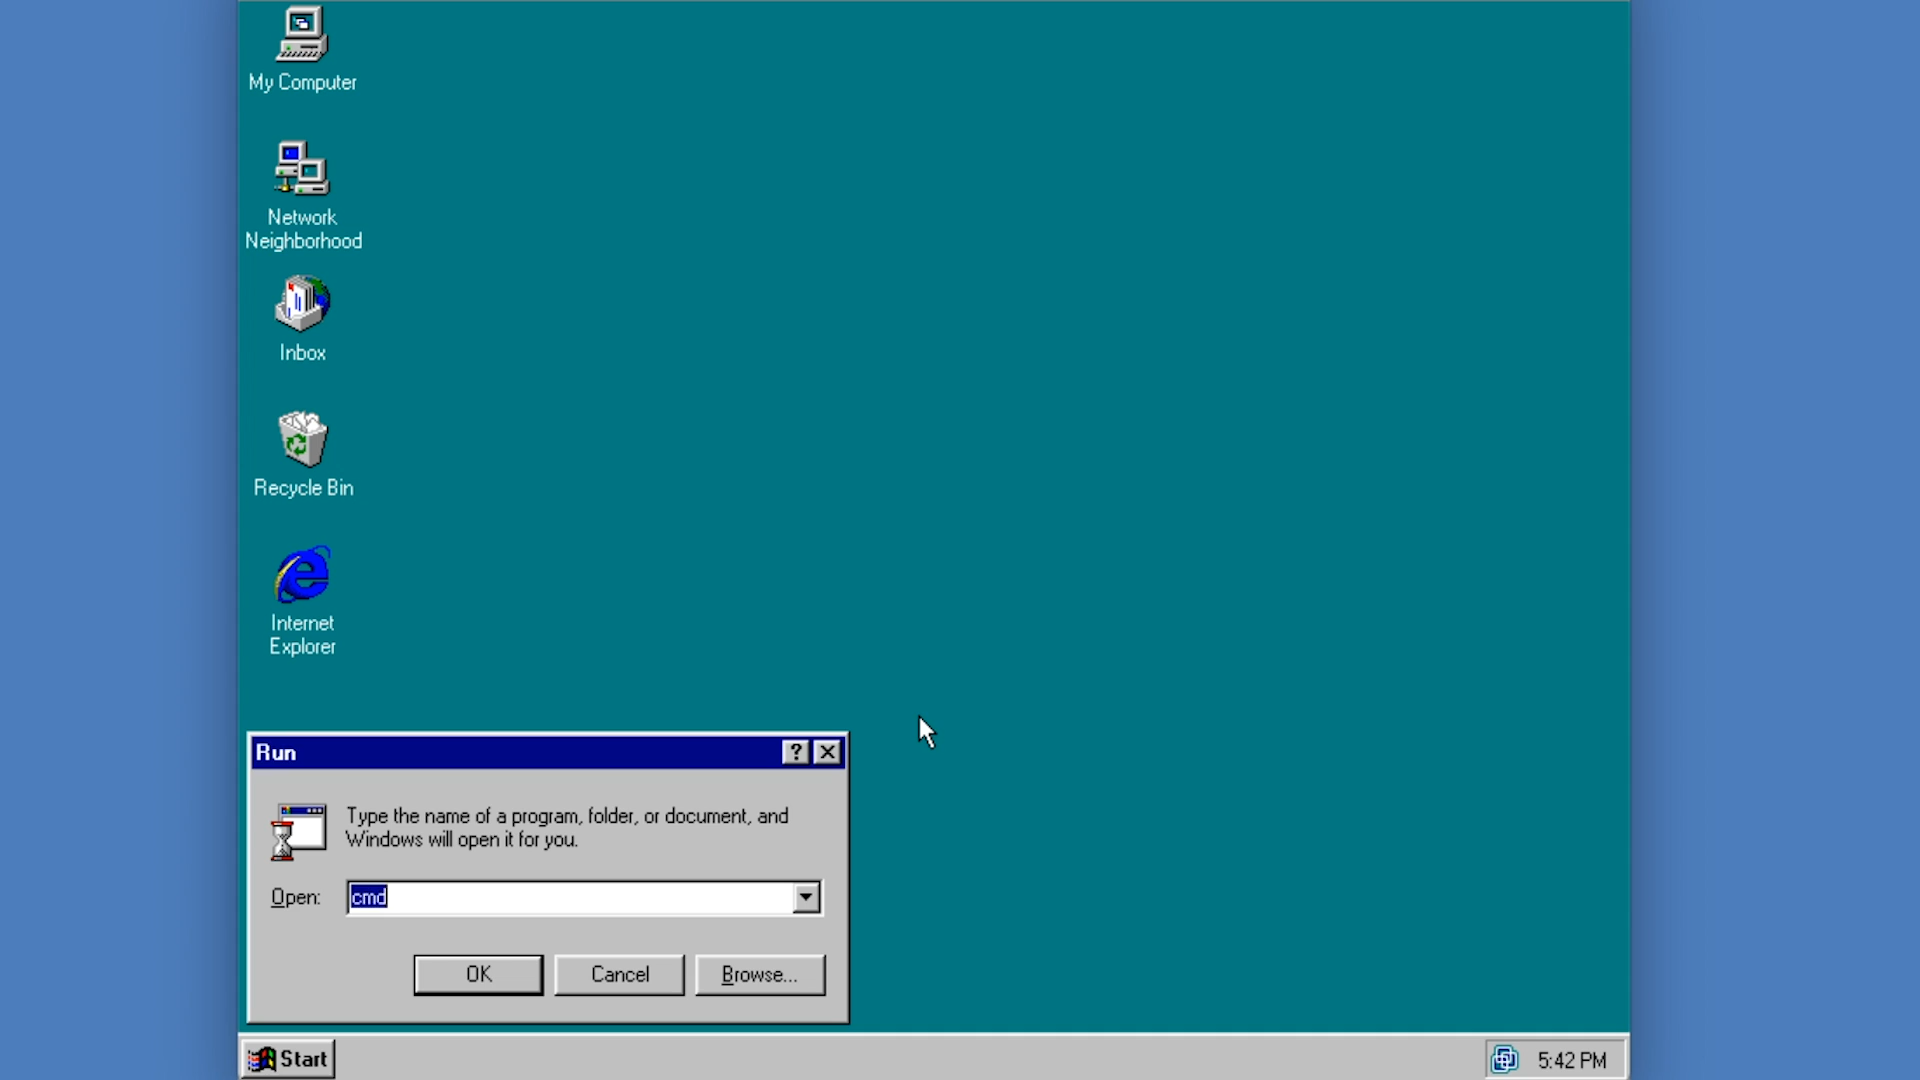 My Computer
Network
Neighborhood
Inbox
Recycle Bin
Internet
Explorer
Run
Type the name of a program, folder, or document, and
Windows will open it for you.
Open:
cmd
OK
Cancel
Browse...
Start
5:42 PM